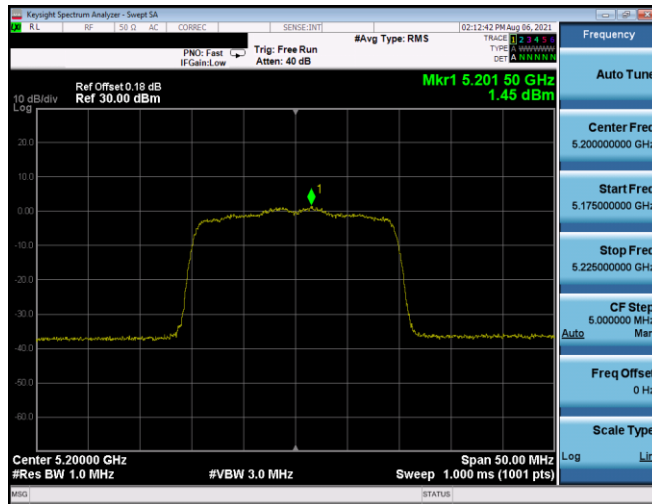 Keysight Spectrum Analyzer - Swept SA
RL RF 50 Ω AC CORREC SENSE:INT 02:12:42 PM Aug 06, 2021
#Avg Type: RMS
TRACE 1 2 3 4 5 6
TYPE A WWWWW
DET A N N N N N
PNO: Fast Trig: Free Run
IFGain:Low Atten: 40 dB
Mkr1 5.201 50 GHz
1.45 dBm
Ref Offset 0.18 dB
Ref 30.00 dBm
10 dB/div
Log
20.0
10.0
0.00
-10.0
-20.0
-30.0
-40.0
-50.0
-60.0
1
Center 5.20000 GHz Span 50.00 MHz
#Res BW 1.0 MHz #VBW 3.0 MHz Sweep 1.000 ms (1001 pts)
MSG STATUS
Frequency
Auto Tune
Center Freq
5.200000000 GHz
Start Freq
5.175000000 GHz
Stop Freq
5.225000000 GHz
CF Step
5.000000 MHz
Auto Man
Freq Offset
0 Hz
Scale Type
Log Lin